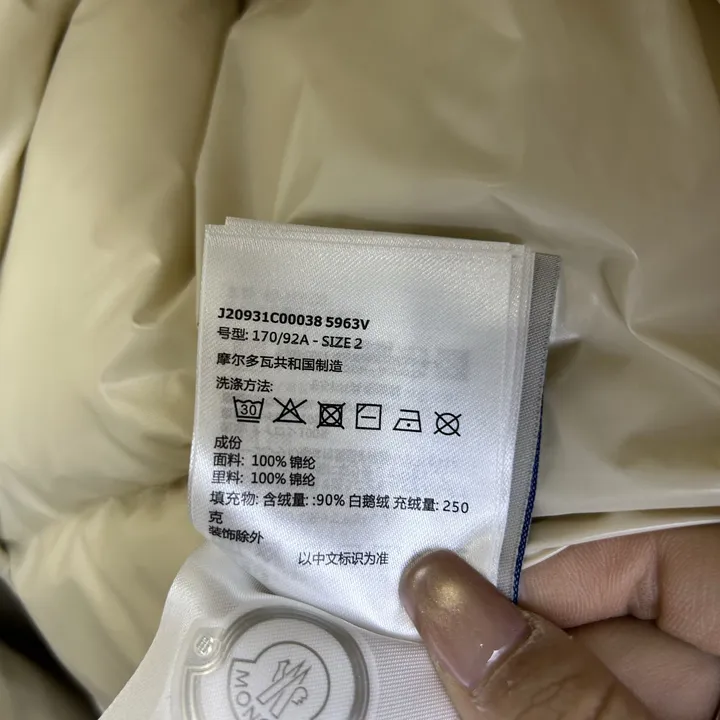 J20931C00038 5963V
号型: 170/92A - SIZE 2
摩尔多瓦共和国制造
洗涤方法:
30
成份
面料: 100% 锦纶
里料: 100% 锦纶
填充物: 含绒量: :90% 白鹅绒 充绒量: 250
克
装饰除外
以中文标识为准
MONC